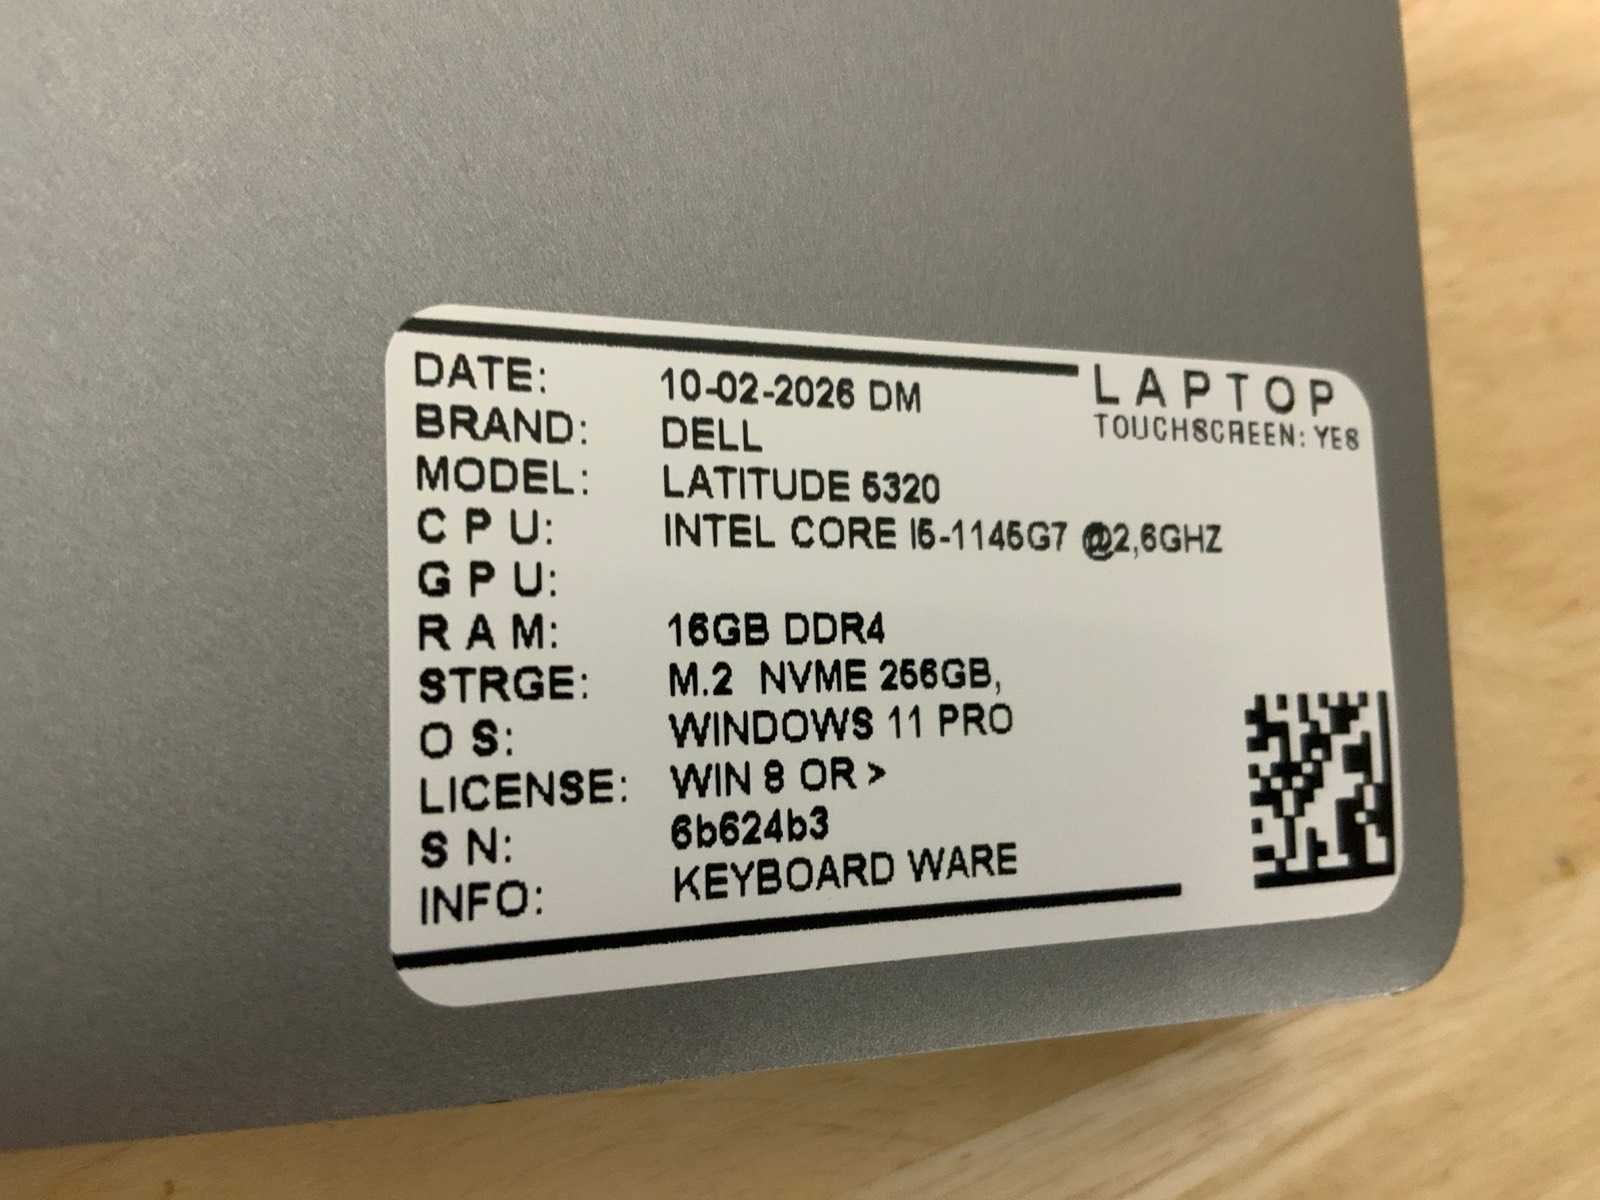 LAPTOP
TOUCHSCREEN: YES
DATE: 10-02-2026 DM
BRAND: DELL
MODEL: LATITUDE 5320
C P U: INTEL CORE I5-1145G7 @2,6GHZ
G P U:
R A M: 16GB DDR4
STRGE: M.2 NVME 256GB,
O S: WINDOWS 11 PRO
LICENSE: WIN 8 OR >
S N: 6b624b3
INFO: KEYBOARD WARE